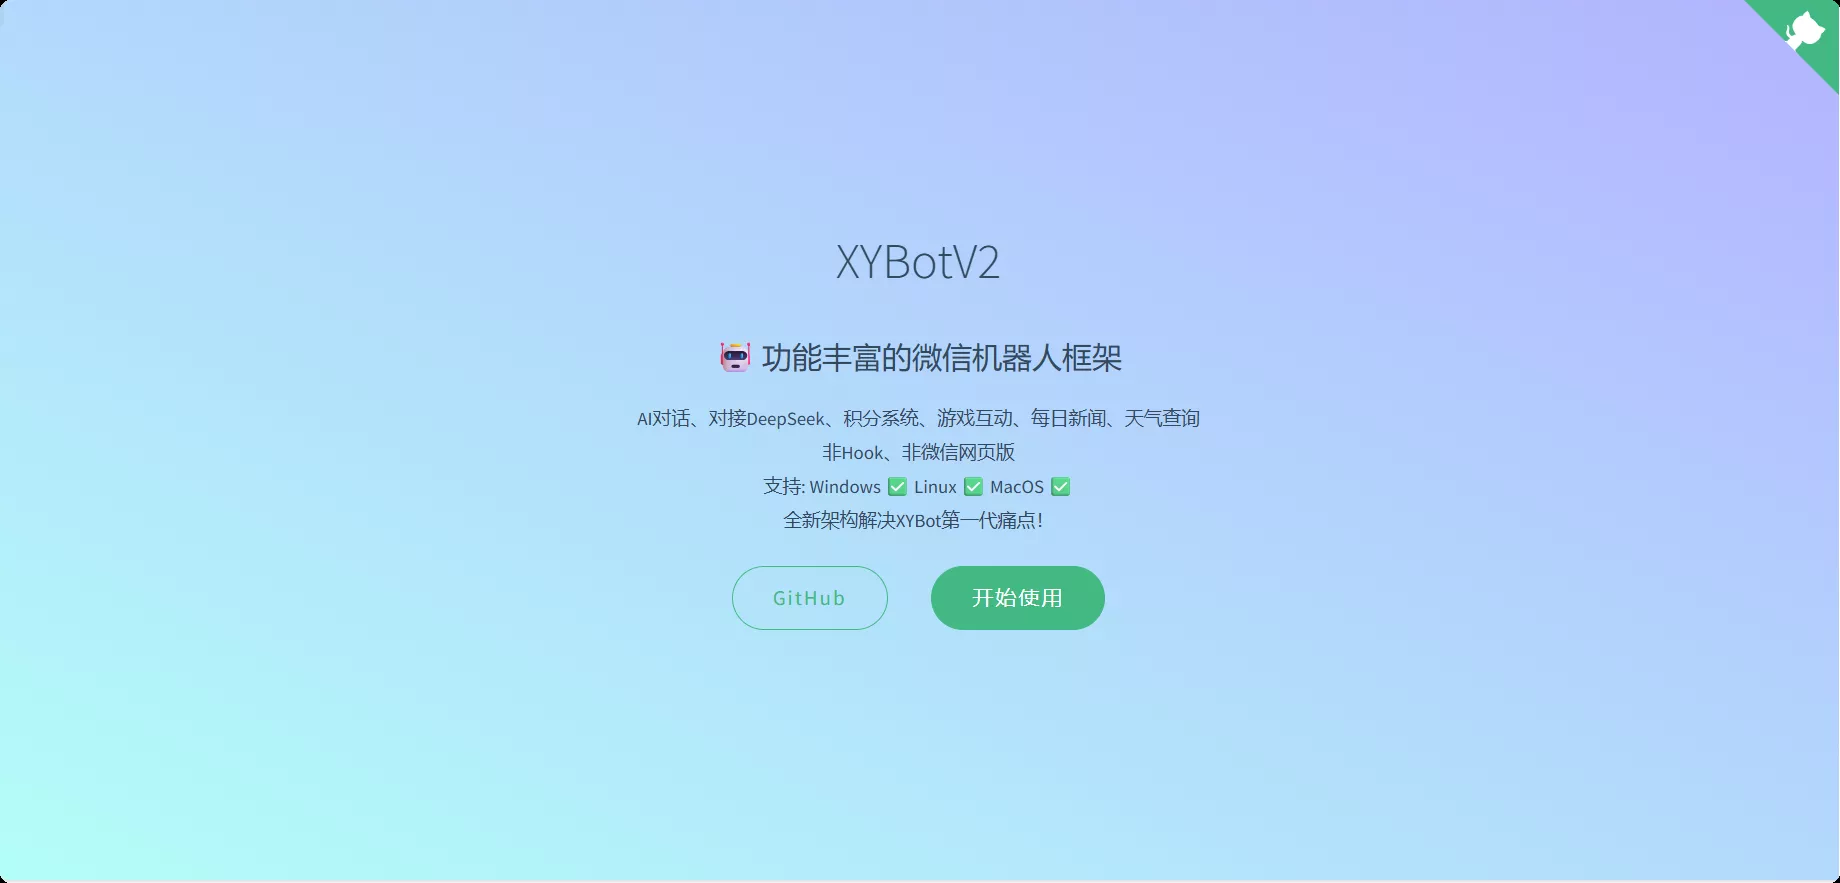 XYBotV2
🤖 功能丰富的微信机器人框架
AI对话、对接DeepSeek、积分系统、游戏互动、每日新闻、天气查询
非Hook、非微信网页版
支持: Windows ✅ Linux ✅ MacOS ✅
全新架构解决XYBot第一代痛点！
GitHub
开始使用